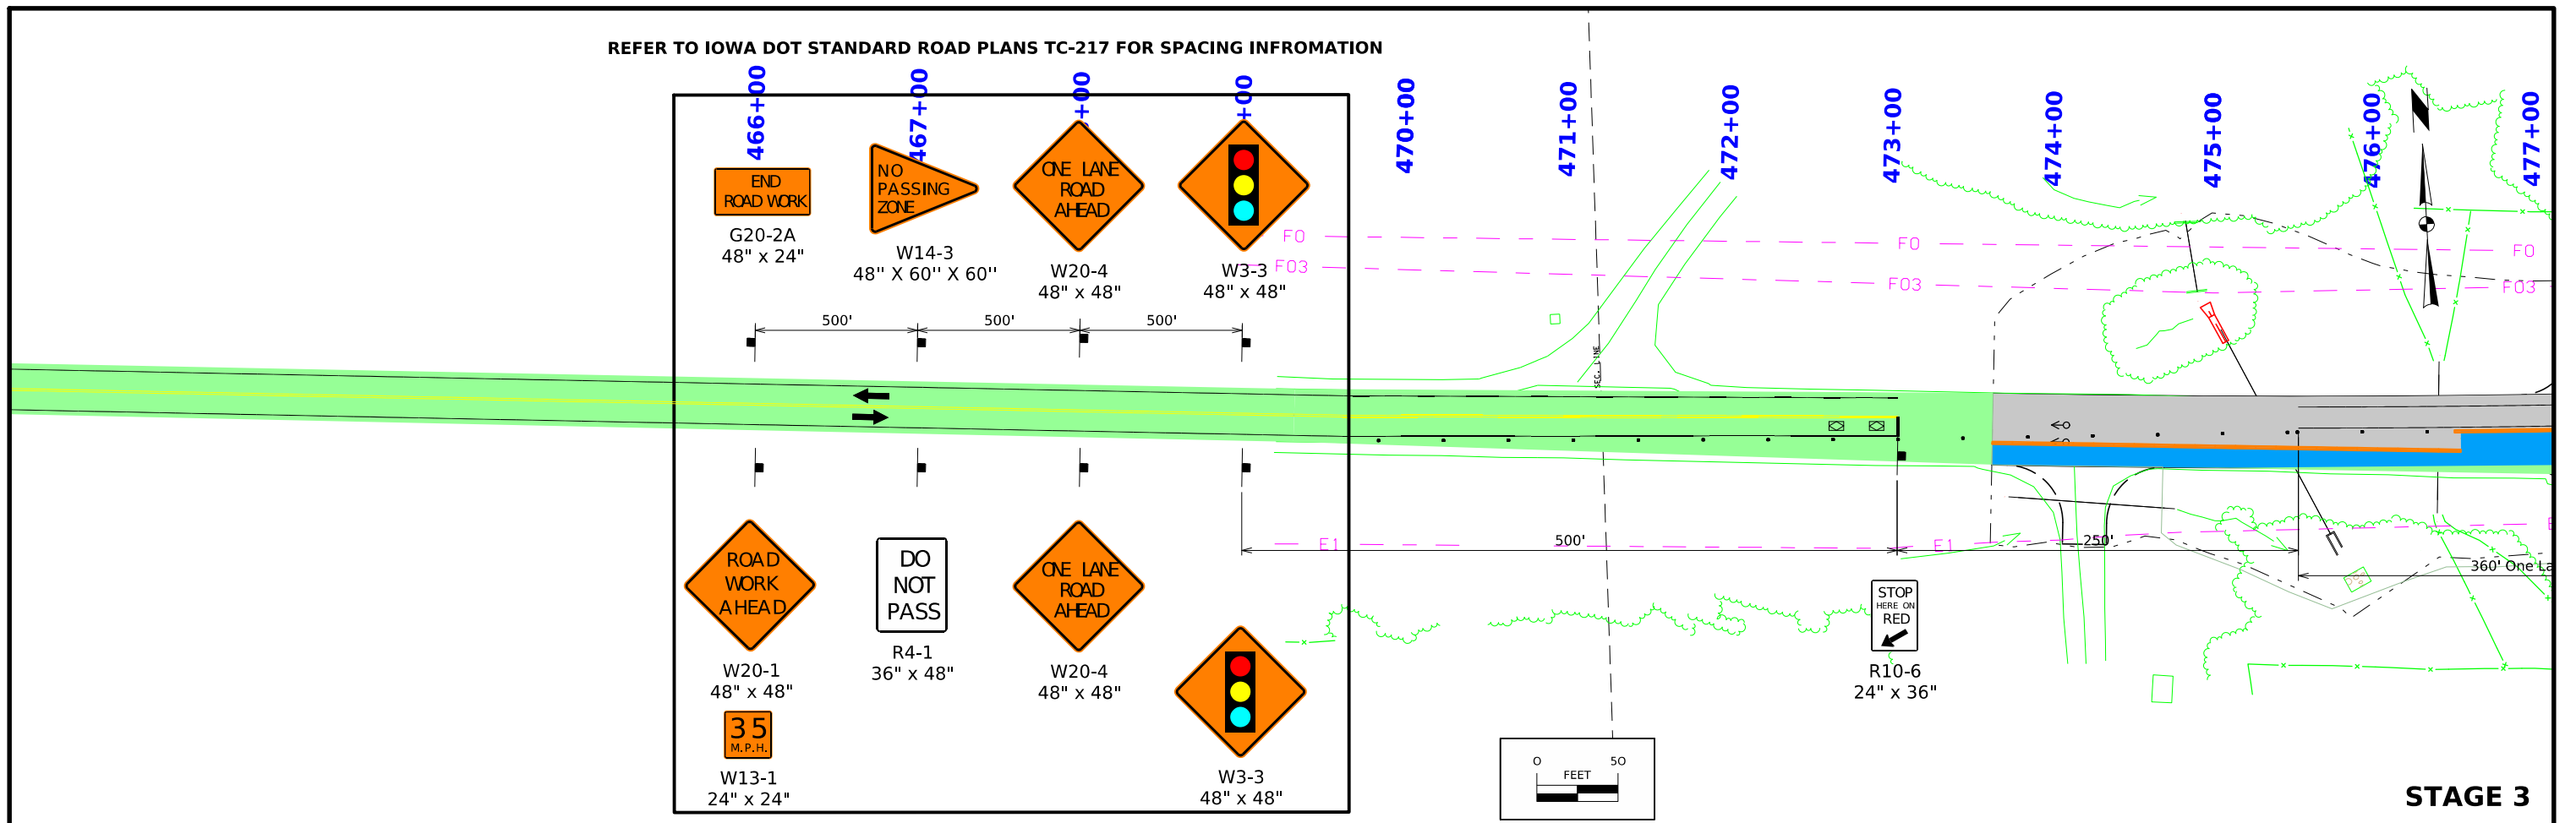 REFER TO IOWA DOT STANDARD ROAD PLANS TC-217 FOR SPACING INFROMATION
466+00
467+00
+00
+00
470+00
471+00
472+00
473+00
474+00
475+00
476+00
477+00
END
ROAD WORK
G20-2A
48" x 24"
NO
PASSING
ZONE
W14-3
48" X 60" X 60"
ONE LANE
ROAD
AHEAD
W20-4
48" x 48"
W3-3
48" x 48"
FO
FO
FO
FO3
FO3
FO3
500'
500'
500'
SEC. LINE
ROAD
WORK
AHEAD
W20-1
48" x 48"
35
M.P.H.
W13-1
24" x 24"
DO
NOT
PASS
R4-1
36" x 48"
ONE LANE
ROAD
AHEAD
W20-4
48" x 48"
W3-3
48" x 48"
E1
500'
E1
250'
360' One La
STOP
HERE ON
RED
R10-6
24" x 36"
0 50
FEET
STAGE 3